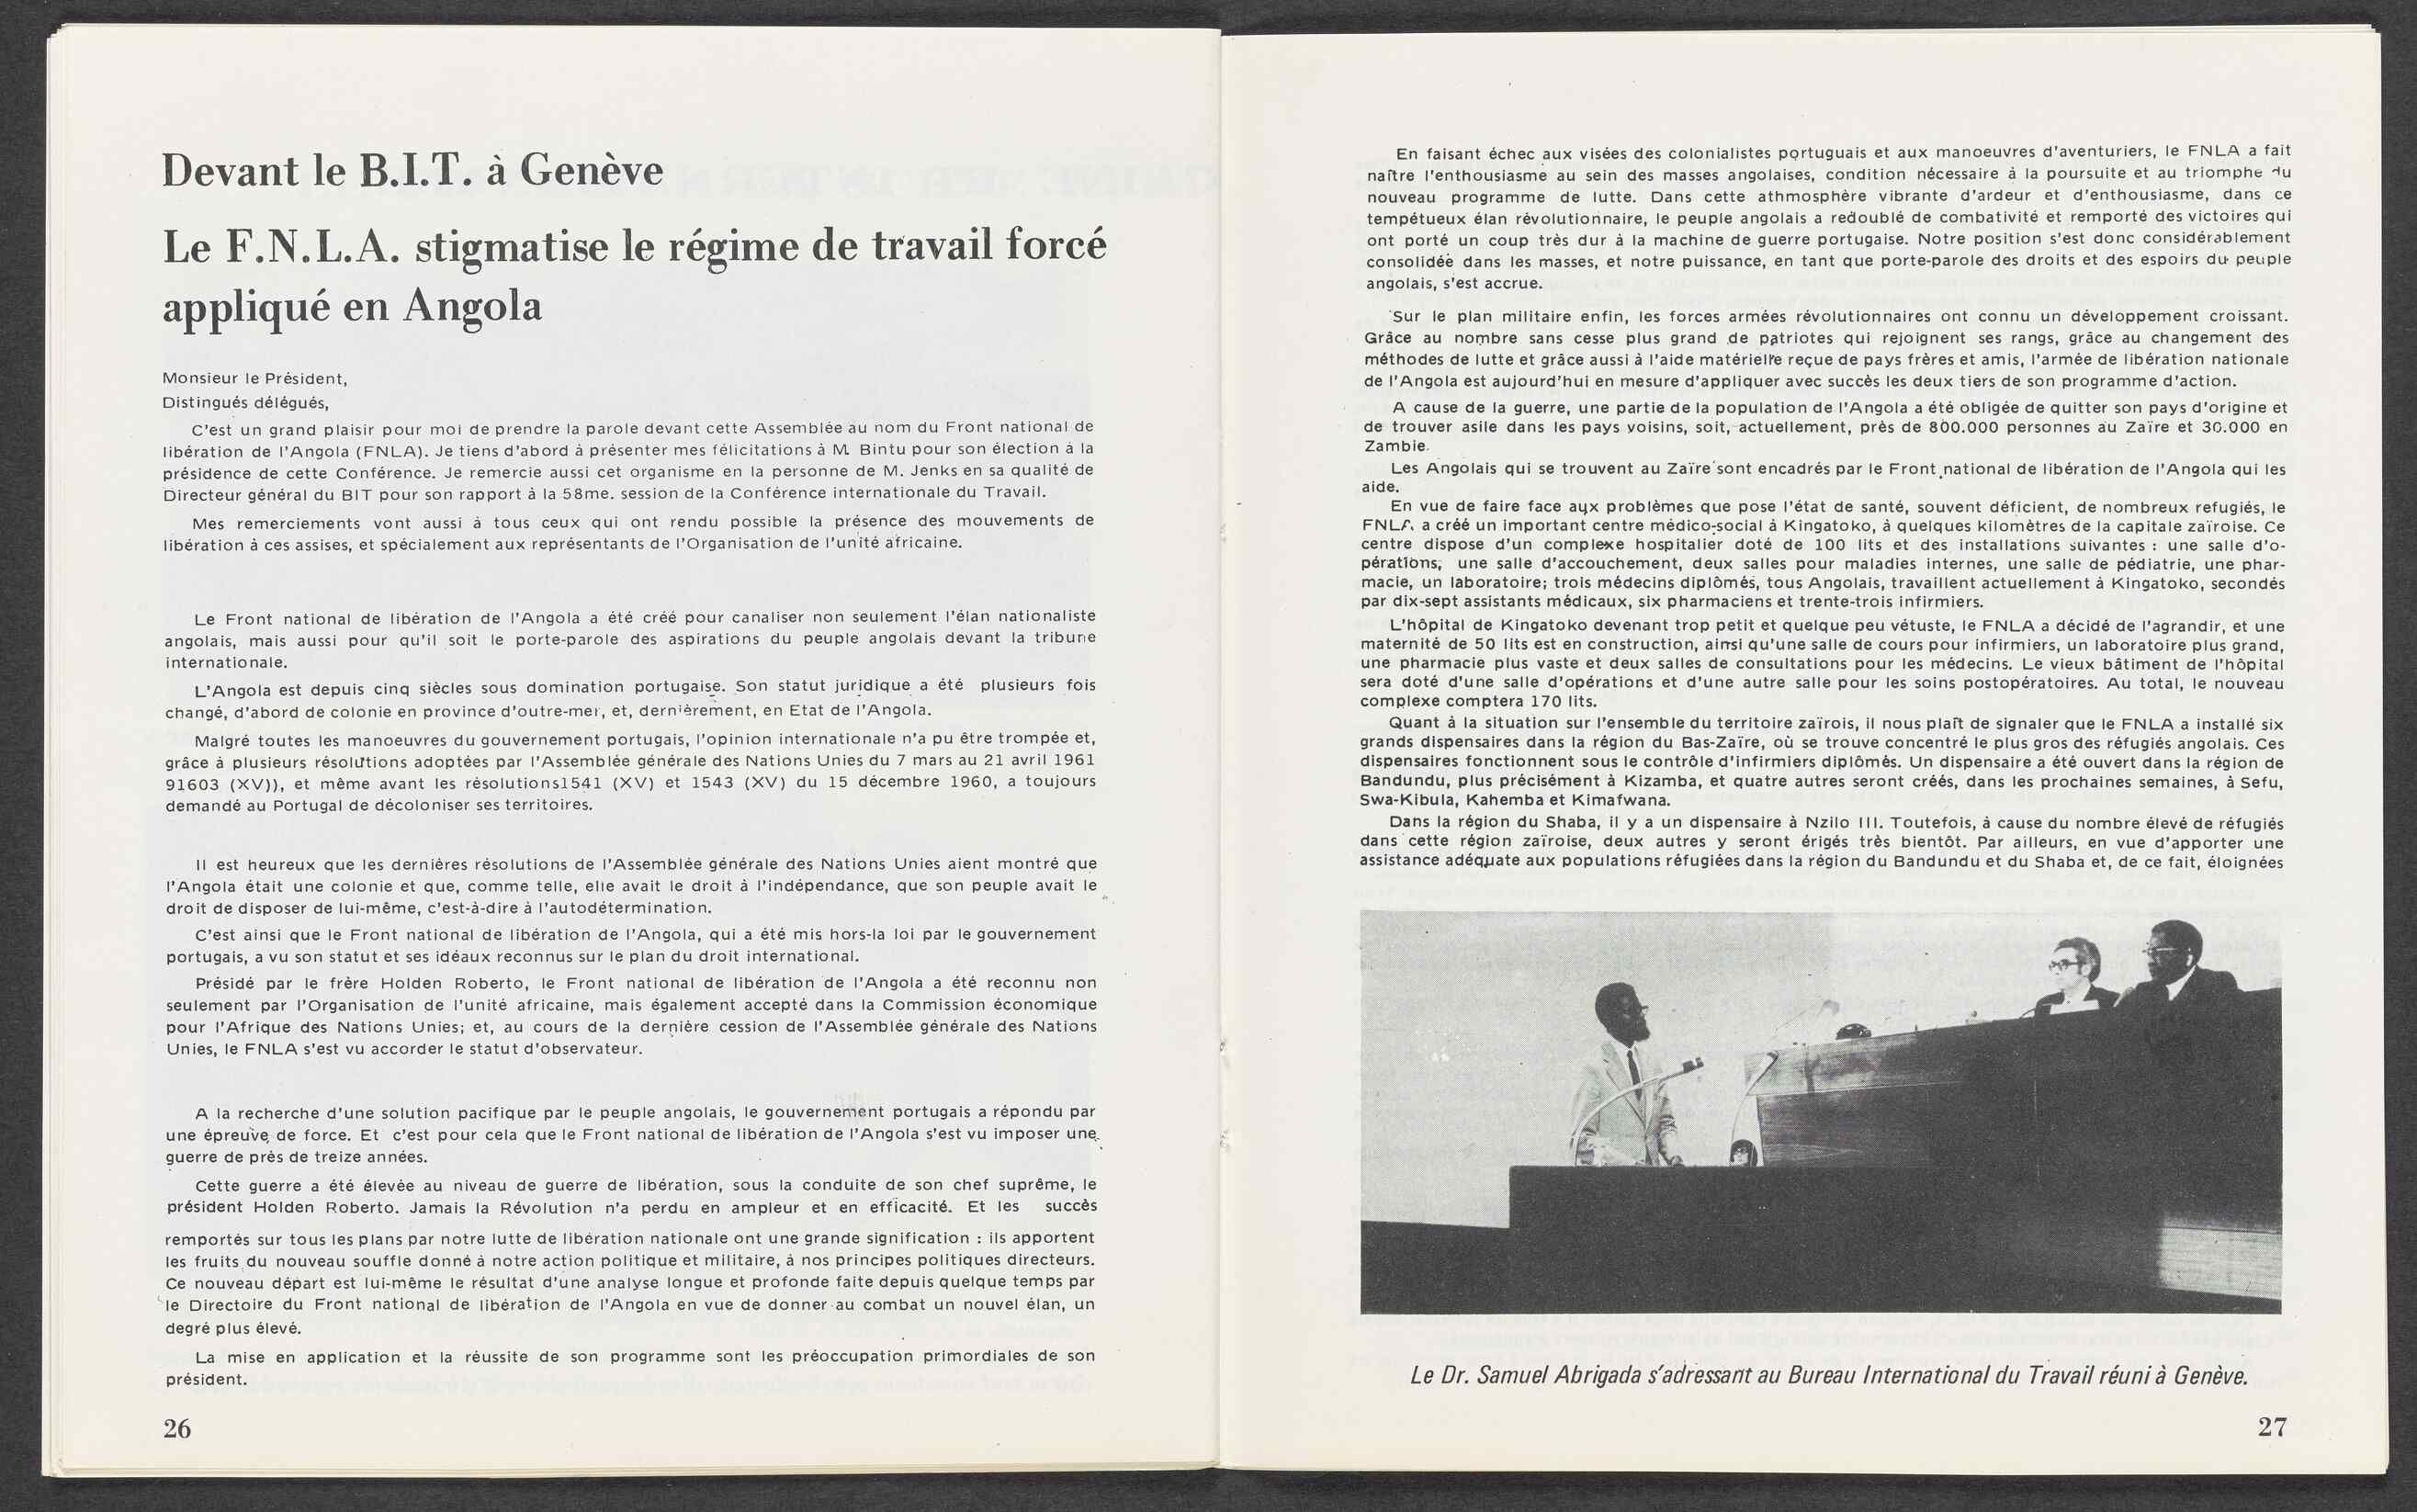 Devant le B.I.T. à Genève
Le F.N.L.A. stigmatise le régime de travail forcé
appliqué en Angola
Monsieur le Président,
Distingués délégués,
C'est un grand plaisir pour moi de prendre la parole devant cette Assemblée au nom du Front national de
libération de l'Angola (FNLA). Je tiens d'abord à présenter mes félicitations à M. Bintu pour son élection à la
présidence de cette Conférence. Je remercie aussi cet organisme en la personne de M. Jenks en sa qualité de
Directeur général du BIT pour son rapport à la 58me. session de la Conférence internationale du Travail.
Mes remerciements vont aussi à tous ceux qui ont rendu possible la présence des mouvements de
libération à ces assises, et spécialement aux représentants de l'Organisation de l'unité africaine.
Le Front national de libération de l'Angola a été créé pour canaliser non seulement l'élan nationaliste
angolais, mais aussi pour qu'il soit le porte-parole des aspirations du peuple angolais devant la tribune
internationale.
L'Angola est depuis cinq siècles sous domination portugaise. Son statut juridique a été plusieurs fois
changé, d'abord de colonie en province d'outre-mer, et, dernièrement, en Etat de l'Angola.
Malgré toutes les manoeuvres du gouvernement portugais, l'opinion internationale n'a pu être trompée et,
grâce à plusieurs résolutions adoptées par l'Assemblée générale des Nations Unies du 7 mars au 21 avril 1961
91603 (XV)), et même avant les résolutions1541 (XV) et 1543 (XV) du 15 décembre 1960, a toujours
demandé au Portugal de décoloniser ses territoires.
Il est heureux que les dernières résolutions de l'Assemblée générale des Nations Unies aient montré que
l'Angola était une colonie et que, comme telle, elle avait le droit à l'indépendance, que son peuple avait le
droit de disposer de lui-même, c'est-à-dire à l'autodétermination.
C'est ainsi que le Front national de libération de l'Angola, qui a été mis hors-la loi par le gouvernement
portugais, a vu son statut et ses idéaux reconnus sur le plan du droit international.
Présidé par le frère Holden Roberto, le Front national de libération de l'Angola a été reconnu non
seulement par l'Organisation de l'unité africaine, mais également accepté dans la Commission économique
pour l'Afrique des Nations Unies; et, au cours de la dernière cession de l'Assemblée générale des Nations
Unies, le FNLA s'est vu accorder le statut d'observateur.
A la recherche d'une solution pacifique par le peuple angolais, le gouvernement portugais a répondu par
une épreuve de force. Et c'est pour cela que le Front national de libération de l'Angola s'est vu imposer une
guerre de près de treize années.
Cette guerre a été élevée au niveau de guerre de libération, sous la conduite de son chef suprême, le
président Holden Roberto. Jamais la Révolution n'a perdu en ampleur et en efficacité. Et les succès
remportés sur tous les plans par notre lutte de libération nationale ont une grande signification : ils apportent
les fruits du nouveau souffle donné à notre action politique et militaire, à nos principes politiques directeurs.
Ce nouveau départ est lui-même le résultat d'une analyse longue et profonde faite depuis quelque temps par
le Directoire du Front national de libération de l'Angola en vue de donner au combat un nouvel élan, un
degré plus élevé.
La mise en application et la réussite de son programme sont les préoccupation primordiales de son
président.
26
En faisant échec aux visées des colonialistes portuguais et aux manoeuvres d'aventuriers, le FNLA a fait
naître l'enthousiasme au sein des masses angolaises, condition nécessaire à la poursuite et au triomphe du
nouveau programme de lutte. Dans cette athmosphère vibrante d'ardeur et d'enthousiasme, dans ce
tempétueux élan révolutionnaire, le peuple angolais a redoublé de combativité et remporté des victoires qui
ont porté un coup très dur à la machine de guerre portugaise. Notre position s'est donc considérablement
consolidée dans les masses, et notre puissance, en tant que porte-parole des droits et des espoirs du peuple
angolais, s'est accrue.
Sur le plan militaire enfin, les forces armées révolutionnaires ont connu un développement croissant.
Grâce au nombre sans cesse plus grand de patriotes qui rejoignent ses rangs, grâce au changement des
méthodes de lutte et grâce aussi à l'aide matérielle reçue de pays frères et amis, l'armée de libération nationale
de l'Angola est aujourd'hui en mesure d'appliquer avec succès les deux tiers de son programme d'action.
A cause de la guerre, une partie de la population de l'Angola a été obligée de quitter son pays d'origine et
de trouver asile dans les pays voisins, soit, actuellement, près de 800.000 personnes au Zaïre et 30.000 en
Zambie.
Les Angolais qui se trouvent au Zaïre sont encadrés par le Front national de libération de l'Angola qui les
aide.
En vue de faire face aux problèmes que pose l'état de santé, souvent déficient, de nombreux refugiés, le
FNLA a créé un important centre médico-social à Kingatoko, à quelques kilomètres de la capitale zaïroise. Ce
centre dispose d'un complexe hospitalier doté de 100 lits et des installations suivantes : une salle d'o-
pérations, une salle d'accouchement, deux salles pour maladies internes, une salle de pédiatrie, une phar-
macie, un laboratoire; trois médecins diplômés, tous Angolais, travaillent actuellement à Kingatoko, secondés
par dix-sept assistants médicaux, six pharmaciens et trente-trois infirmiers.
L'hôpital de Kingatoko devenant trop petit et quelque peu vétuste, le FNLA a décidé de l'agrandir, et une
maternité de 50 lits est en construction, ainsi qu'une salle de cours pour infirmiers, un laboratoire plus grand,
une pharmacie plus vaste et deux salles de consultations pour les médecins. Le vieux bâtiment de l'hôpital
sera doté d'une salle d'opérations et d'une autre salle pour les soins postopératoires. Au total, le nouveau
complexe comptera 170 lits.
Quant à la situation sur l'ensemble du territoire zaïrois, il nous plaît de signaler que le FNLA a installé six
grands dispensaires dans la région du Bas-Zaïre, où se trouve concentré le plus gros des réfugiés angolais. Ces
dispensaires fonctionnent sous le contrôle d'infirmiers diplômés. Un dispensaire a été ouvert dans la région de
Bandundu, plus précisément à Kizamba, et quatre autres seront créés, dans les prochaines semaines, à Sefu,
Swa-Kibula, Kahemba et Kimafwana.
Dans la région du Shaba, il y a un dispensaire à Nzilo III. Toutefois, à cause du nombre élevé de réfugiés
dans cette région zaïroise, deux autres y seront érigés très bientôt. Par ailleurs, en vue d'apporter une
assistance adéquate aux populations réfugiées dans la région du Bandundu et du Shaba et, de ce fait, éloignées
Le Dr. Samuel Abrigada s'adressant au Bureau International du Travail réuni à Genève.
27